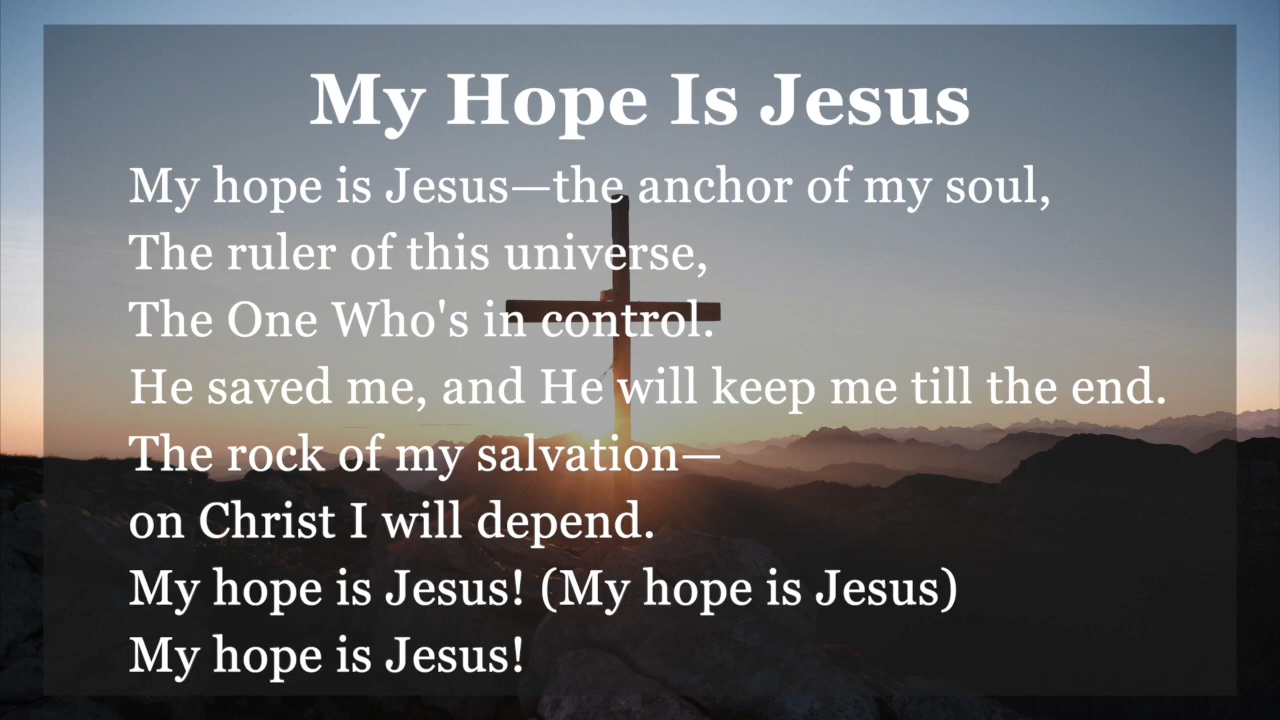 My Hope Is Jesus
My hope is Jesus—the anchor of my soul,
The ruler of this universe,
The One Who's in control.
He saved me, and He will keep me till the end.
The rock of my salvation—
on Christ I will depend.
My hope is Jesus! (My hope is Jesus)
My hope is Jesus!